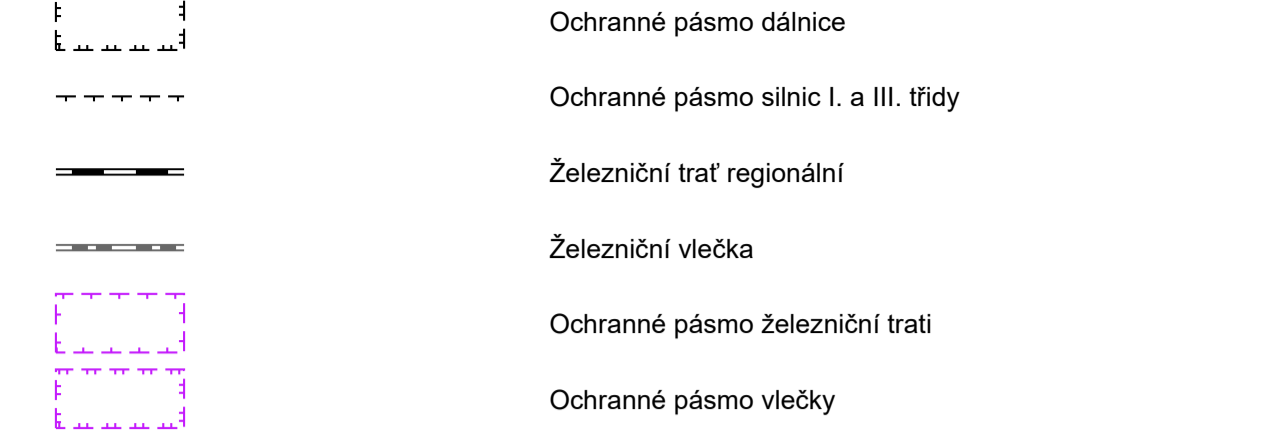 Ochranné pásmo dálnice
Ochranné pásmo silnic I. a III. třidy
Železniční trať regionální
Železniční vlečka
Ochranné pásmo železniční trati
Ochranné pásmo vlečky